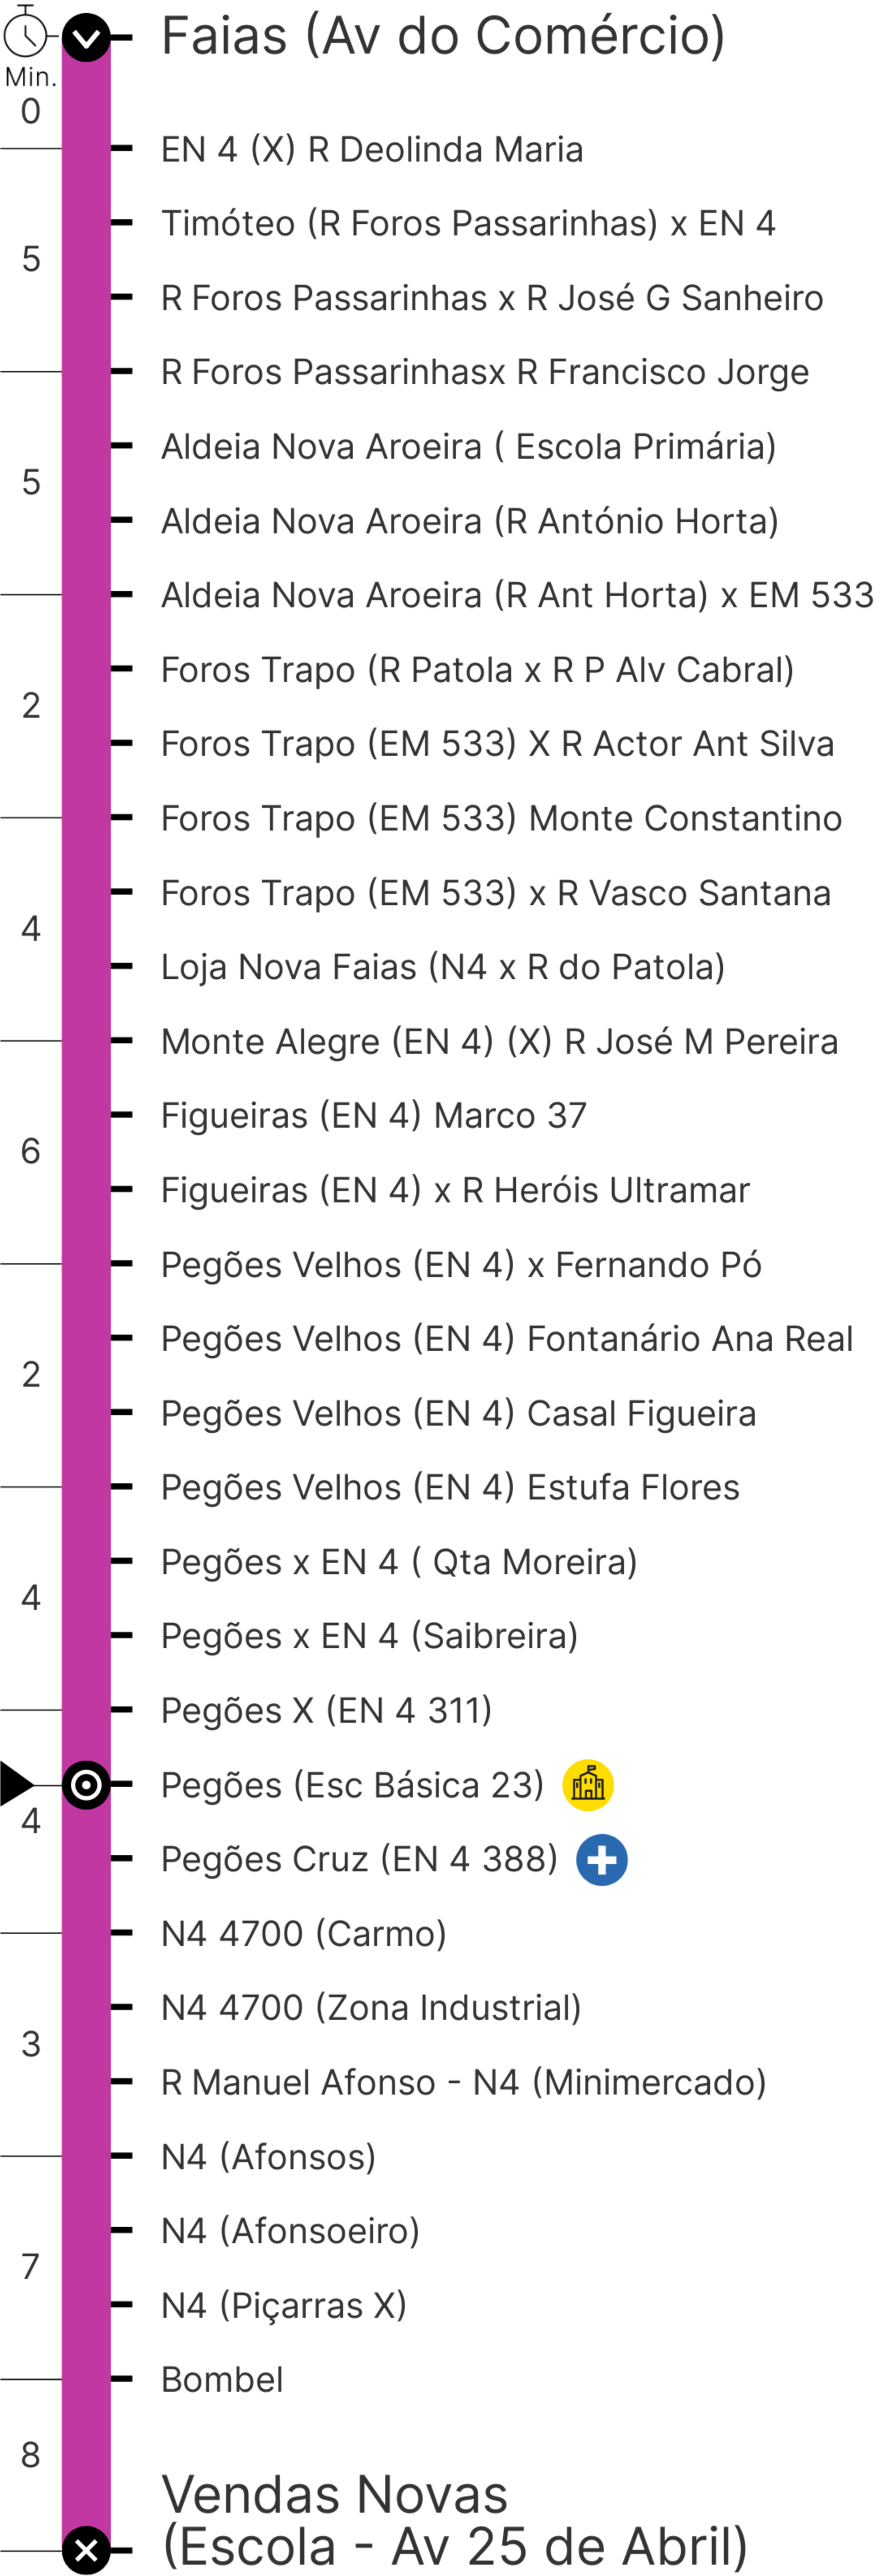 Faias (Av do Comércio)
Min.
0
EN 4 (X) R Deolinda Maria
Timóteo (R Foros Passarinhas) x EN 4
5
R Foros Passarinhas x R José G Sanheiro
R Foros Passarinhasx R Francisco Jorge
Aldeia Nova Aroeira ( Escola Primária)
5
Aldeia Nova Aroeira (R António Horta)
Aldeia Nova Aroeira (R Ant Horta) x EM 533
Foros Trapo (R Patola x R P Alv Cabral)
2
Foros Trapo (EM 533) X R Actor Ant Silva
Foros Trapo (EM 533) Monte Constantino
Foros Trapo (EM 533) x R Vasco Santana
4
Loja Nova Faias (N4 x R do Patola)
Monte Alegre (EN 4) (X) R José M Pereira
Figueiras (EN 4) Marco 37
6
Figueiras (EN 4) x R Heróis Ultramar
Pegões Velhos (EN 4) x Fernando Pó
Pegões Velhos (EN 4) Fontanário Ana Real
2
Pegões Velhos (EN 4) Casal Figueira
Pegões Velhos (EN 4) Estufa Flores
Pegões x EN 4 ( Qta Moreira)
4
Pegões x EN 4 (Saibreira)
Pegões X (EN 4 311)
Pegões (Esc Básica 23)
4
Pegões Cruz (EN 4 388)
N4 4700 (Carmo)
N4 4700 (Zona Industrial)
3
R Manuel Afonso - N4 (Minimercado)
N4 (Afonsos)
N4 (Afonsoeiro)
7
N4 (Piçarras X)
Bombel
8
Vendas Novas
(Escola - Av 25 de Abril)